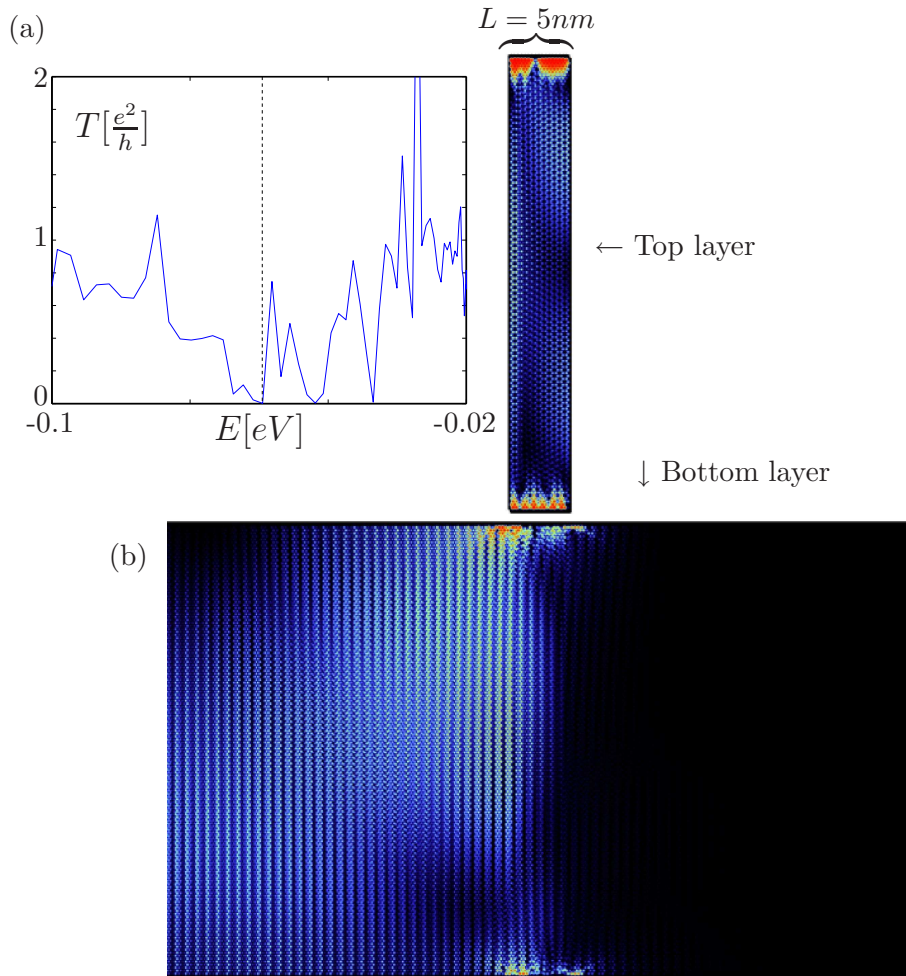 (a)
L = 5nm
2
T[e²/h]
1
0
-0.1
E[eV]
-0.02
← Top layer
↓ Bottom layer
(b)